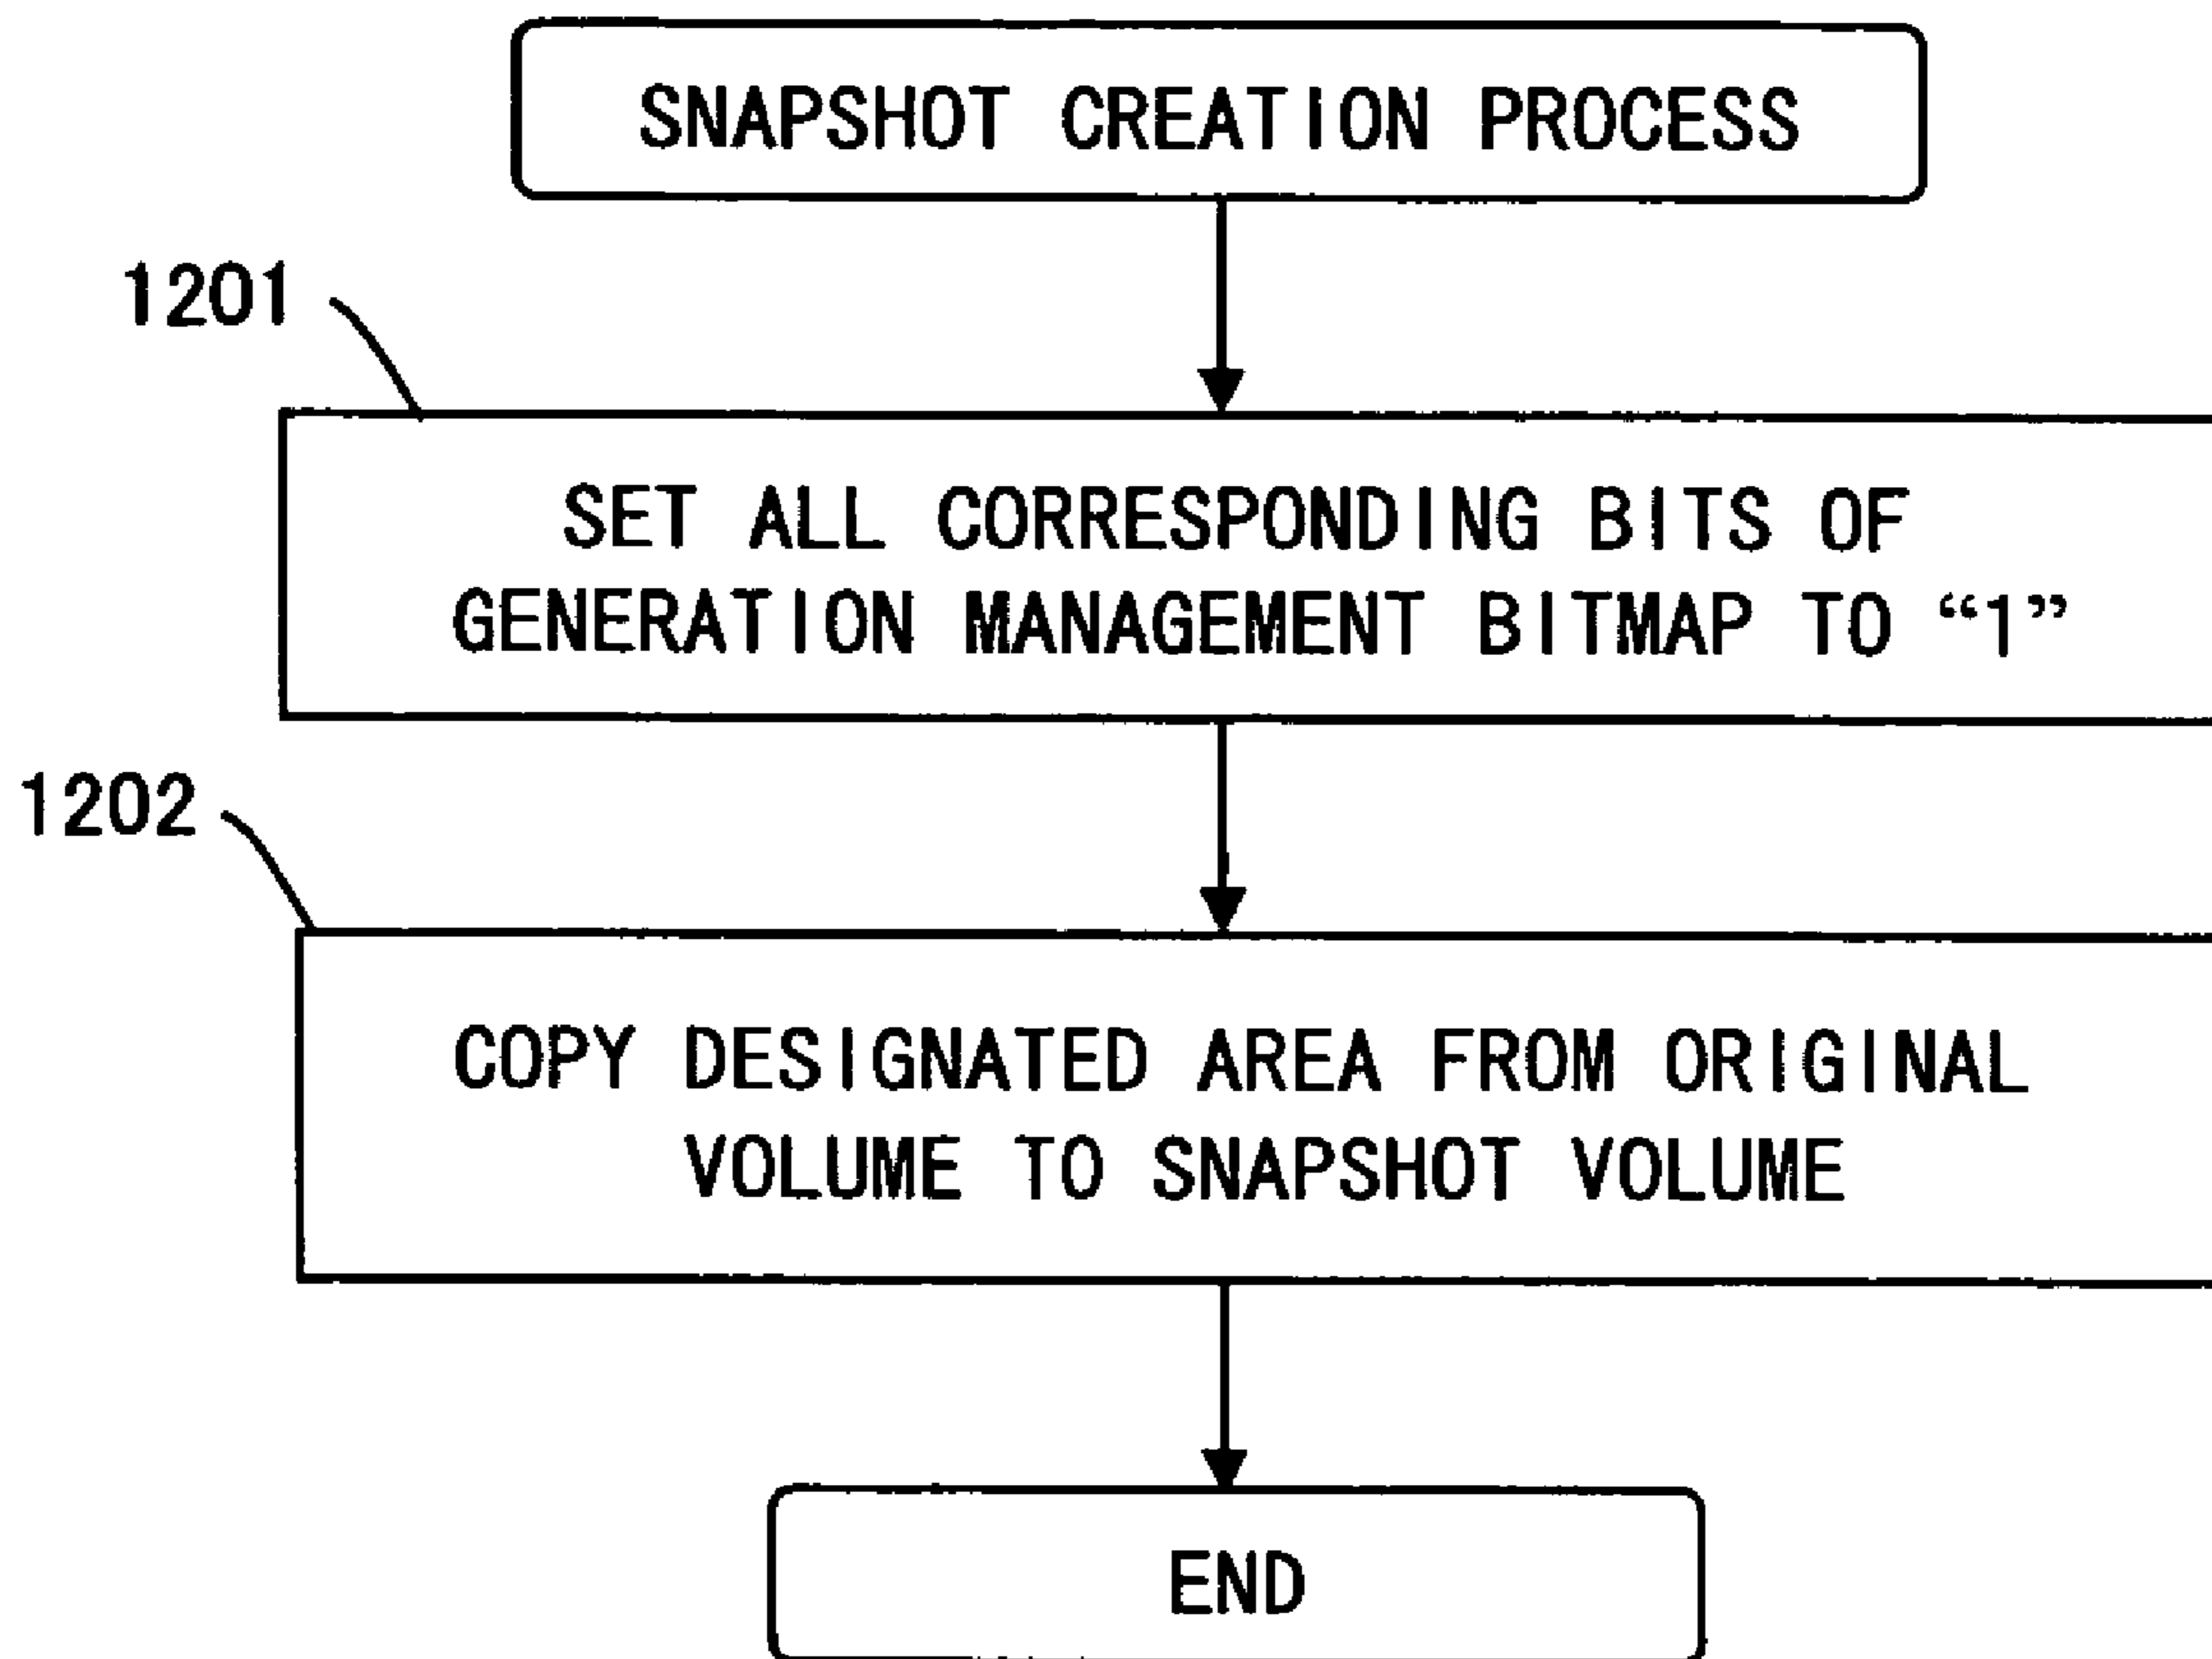 SNAPSHOT CREATION PROCESS
1201
SET ALL CORRESPONDING BITS OF
GENERATION MANAGEMENT BITMAP TO “1”
1202
COPY DESIGNATED AREA FROM ORIGINAL
VOLUME TO SNAPSHOT VOLUME
END